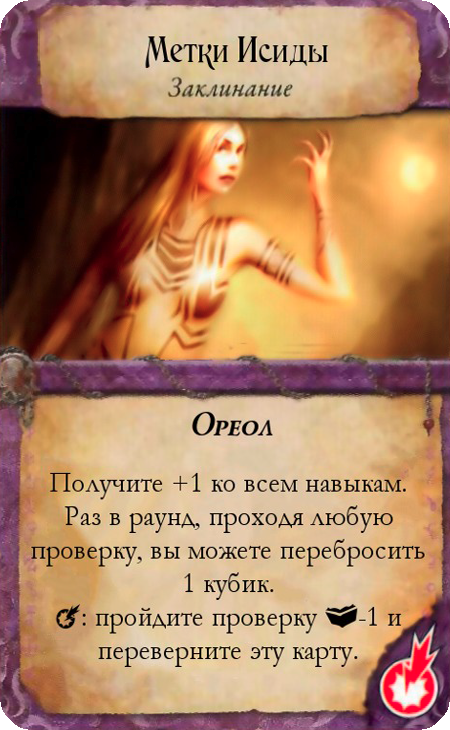 Метки Исиды
Заклинание
Ореол
Получите +1 ко всем навыкам.
Раз в раунд, проходя любую
проверку, вы можете перебросить
1 кубик.
: пройдите проверку -1 и
переверните эту карту.